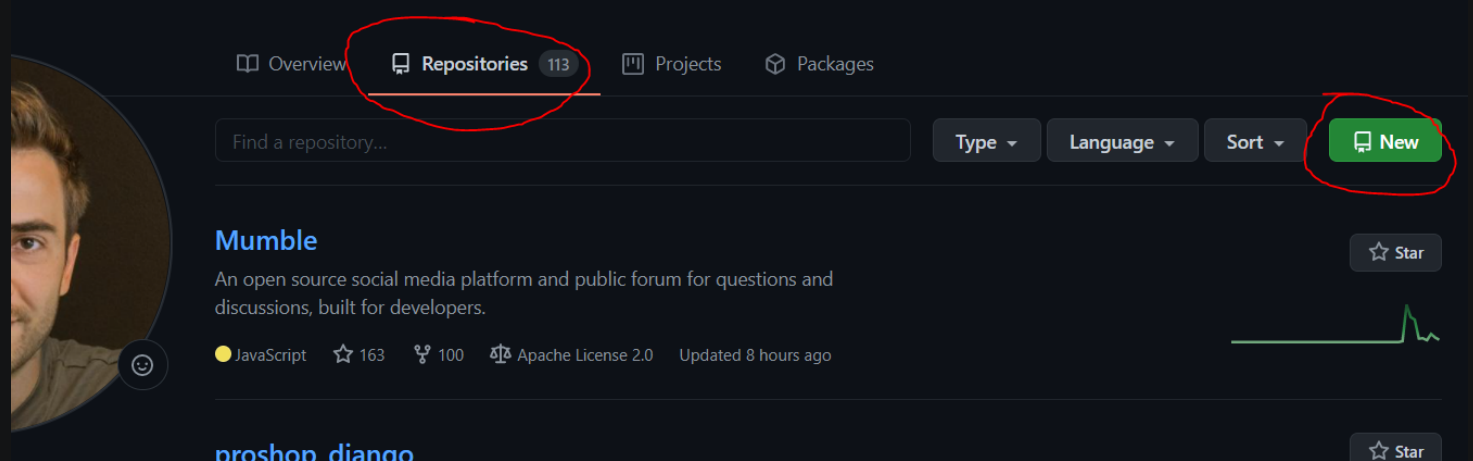 Overview Repositories 113 Projects Packages
Find a repository... Type Language Sort New
Mumble
Star
An open source social media platform and public forum for questions and
discussions, built for developers.
JavaScript 163 100 Apache License 2.0 Updated 8 hours ago
proshop_django
Star